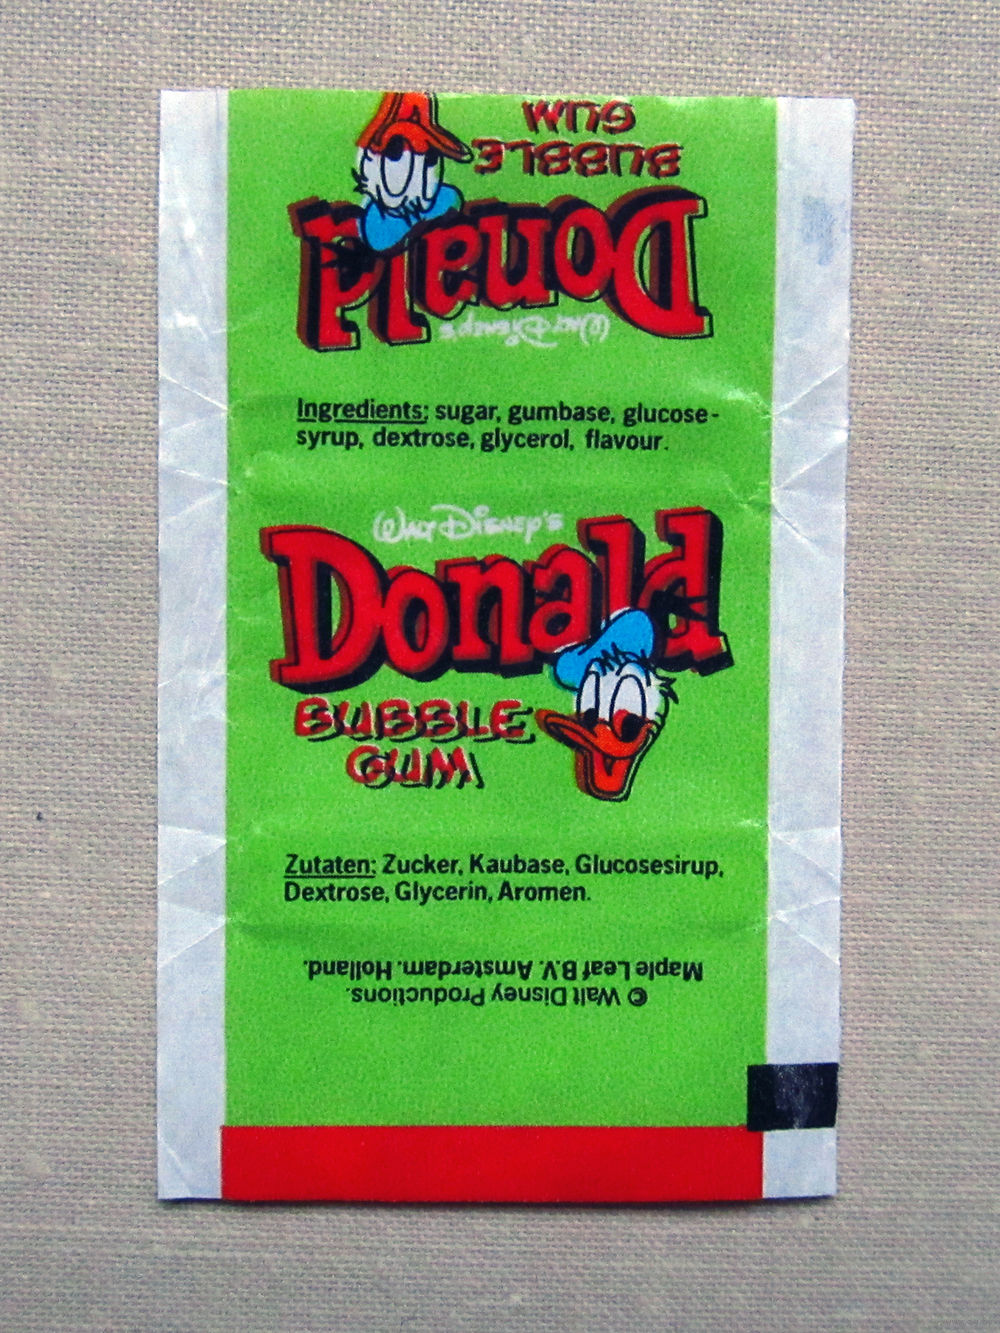 BUBBLE
GUM
Donald
Walt Disney's
Ingredients: sugar, gumbase, glucose-
syrup, dextrose, glycerol, flavour.
Walt Disney's
Donald
BUBBLE
GUM
Zutaten: Zucker, Kaubase, Glucosesirup,
Dextrose, Glycerin, Aromen.
© Walt Disney Productions.
Maple Leaf B.V. Amsterdam. Holland.